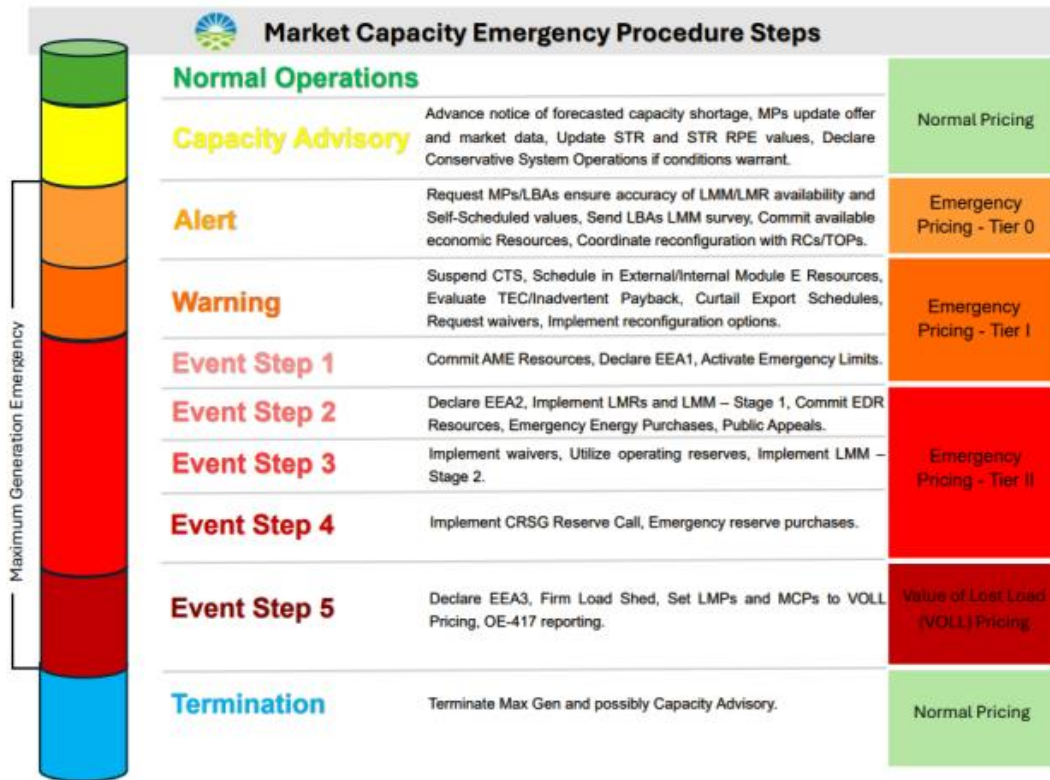 Market Capacity Emergency Procedure Steps
Normal Operations
Normal Pricing
Capacity Advisory
Advance notice of forecasted capacity shortage, MPs update offer
and market data, Update STR and STR RPE values, Declare
Conservative System Operations if conditions warrant.
Maximum Generation Emergency
Alert
Request MPs/LBAs ensure accuracy of LMM/LMR availability and
Self-Scheduled values, Send LBAs LMM survey, Commit available
economic Resources, Coordinate reconfiguration with RCs/TOPs.
Emergency
Pricing - Tier 0
Warning
Suspend CTS, Schedule in External/Internal Module E Resources,
Evaluate TEC/Inadvertent Payback, Curtail Export Schedules,
Request waivers, Implement reconfiguration options.
Emergency
Pricing - Tier I
Event Step 1
Commit AME Resources, Declare EEA1, Activate Emergency Limits.
Event Step 2
Declare EEA2, Implement LMRs and LMM – Stage 1, Commit EDR
Resources, Emergency Energy Purchases, Public Appeals.
Event Step 3
Implement waivers, Utilize operating reserves, Implement LMM –
Stage 2.
Emergency
Pricing - Tier II
Event Step 4
Implement CRSG Reserve Call, Emergency reserve purchases.
Event Step 5
Declare EEA3, Firm Load Shed, Set LMPs and MCPs to VOLL
Pricing, OE-417 reporting.
Value of Lost Load
(VOLL) Pricing
Termination
Terminate Max Gen and possibly Capacity Advisory.
Normal Pricing